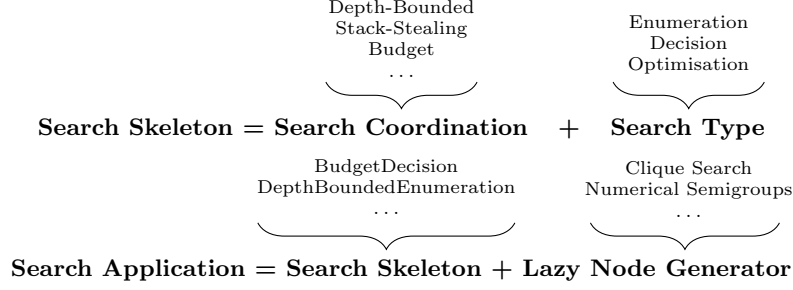 Depth-Bounded
Stack-Stealing
Budget
...
Enumeration
Decision
Optimisation
Search Skeleton = Search Coordination + Search Type
BudgetDecision
DepthBoundedEnumeration
...
Clique Search
Numerical Semigroups
...
Search Application = Search Skeleton + Lazy Node Generator